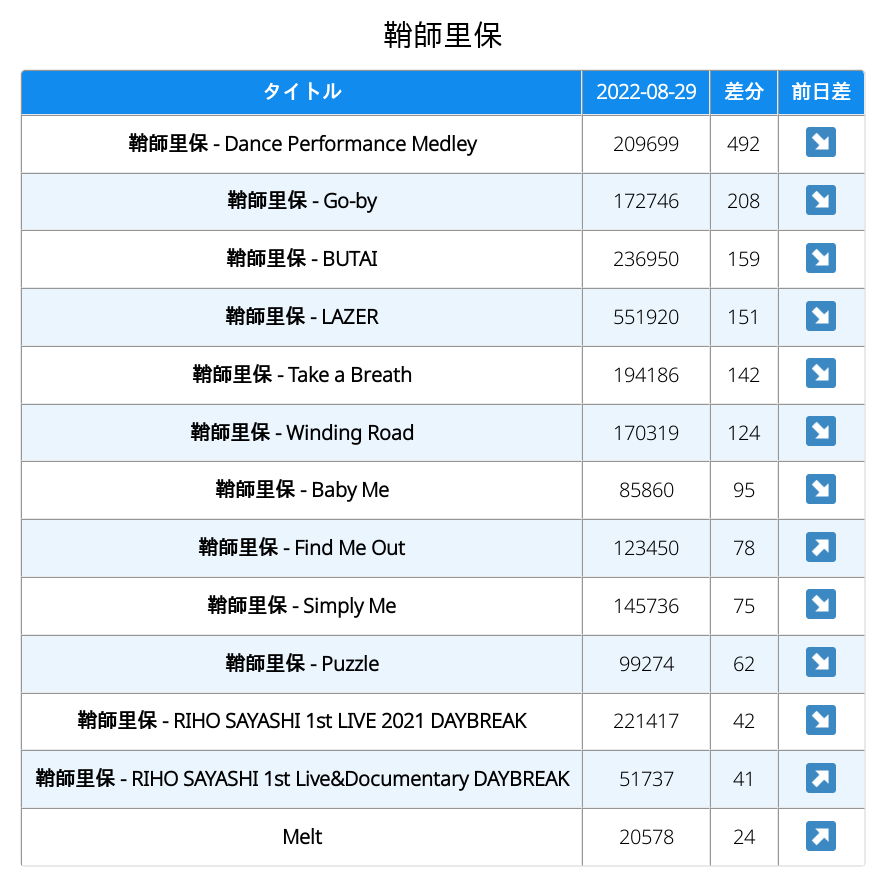 鞘師里保
タイトル 2022-08-29 差分 前日差
鞘師里保 - Dance Performance Medley 209699 492 ↘
鞘師里保 - Go-by 172746 208 ↘
鞘師里保 - BUTAI 236950 159 ↘
鞘師里保 - LAZER 551920 151 ↘
鞘師里保 - Take a Breath 194186 142 ↘
鞘師里保 - Winding Road 170319 124 ↘
鞘師里保 - Baby Me 85860 95 ↘
鞘師里保 - Find Me Out 123450 78 ↗
鞘師里保 - Simply Me 145736 75 ↘
鞘師里保 - Puzzle 99274 62 ↘
鞘師里保 - RIHO SAYASHI 1st LIVE 2021 DAYBREAK 221417 42 ↘
鞘師里保 - RIHO SAYASHI 1st Live&Documentary DAYBREAK 51737 41 ↗
Melt 20578 24 ↗